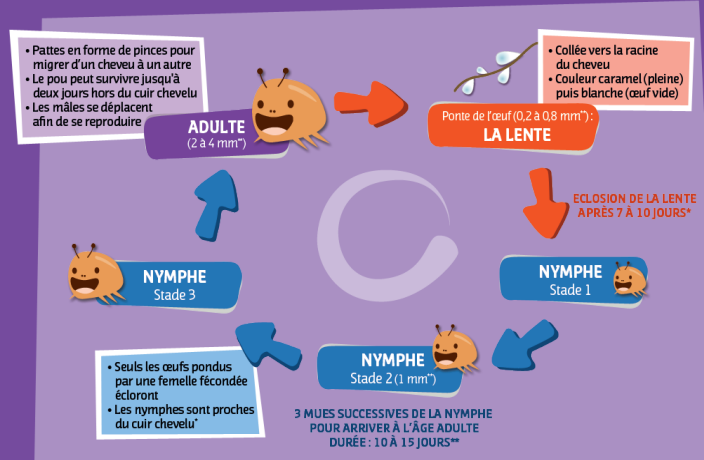 • Pattes en forme de pinces pour
migrer d'un cheveu à un autre
• Le pou peut survivre jusqu'à
deux jours hors du cuir chevelu
• Les mâles se déplacent
afin de se reproduire
ADULTE
(2 à 4 mm**)
• Collée vers la racine
du cheveu
• Couleur caramel (pleine)
puis blanche (œuf vide)
Ponte de l'œuf (0,2 à 0,8 mm**) :
LA LENTE
ECLOSION DE LA LENTE
APRÈS 7 À 10 JOURS*
NYMPHE
Stade 1
NYMPHE
Stade 2 (1 mm**)
3 MUES SUCCESSIVES DE LA NYMPHE
POUR ARRIVER À L'ÂGE ADULTE
DURÉE : 10 À 15 JOURS**
NYMPHE
Stade 3
• Seuls les œufs pondus
par une femelle fécondée
écloront
• Les nymphes sont proches
du cuir chevelu*